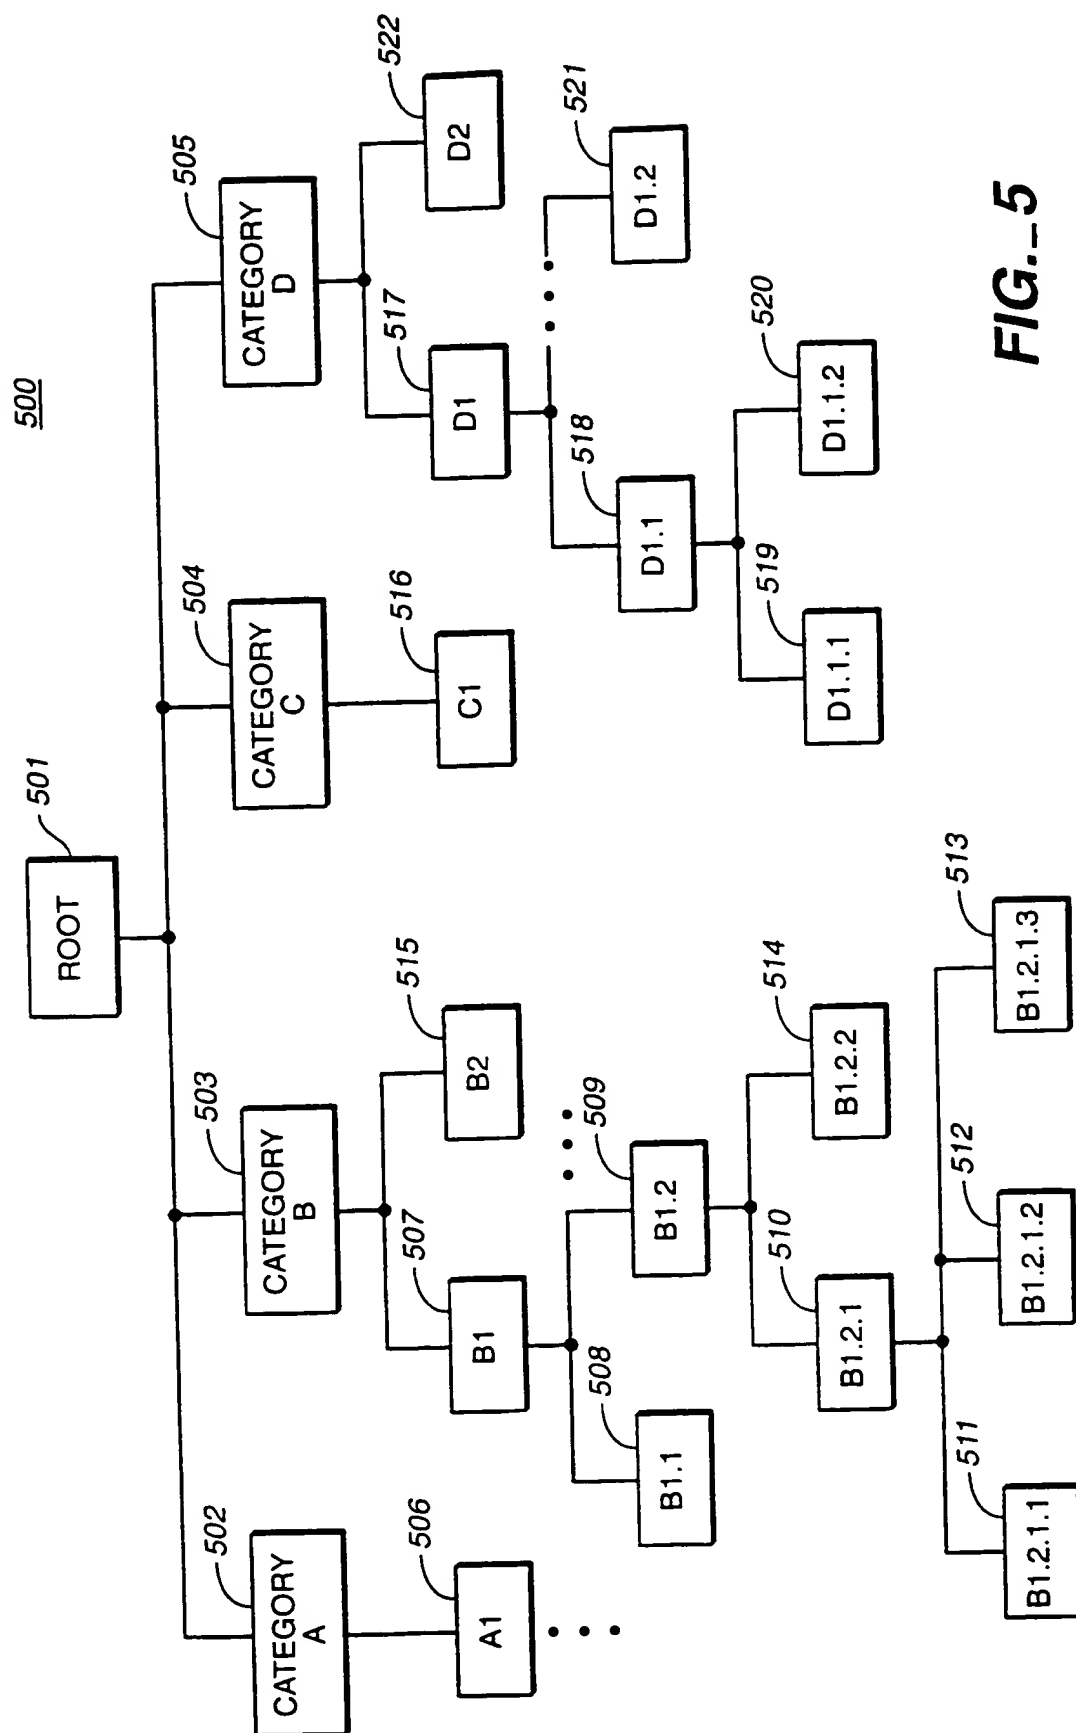 500
ROOT
501
CATEGORY
A
502
CATEGORY
B
503
CATEGORY
C
504
CATEGORY
D
505
A1
506
B1
507
B2
515
C1
516
D1
517
D2
522
B1.1
508
B1.2
509
D1.1
518
D1.2
521
B1.2.1
510
B1.2.2
514
D1.1.1
519
D1.1.2
520
B1.2.1.1
511
B1.2.1.2
512
B1.2.1.3
513
FIG._5